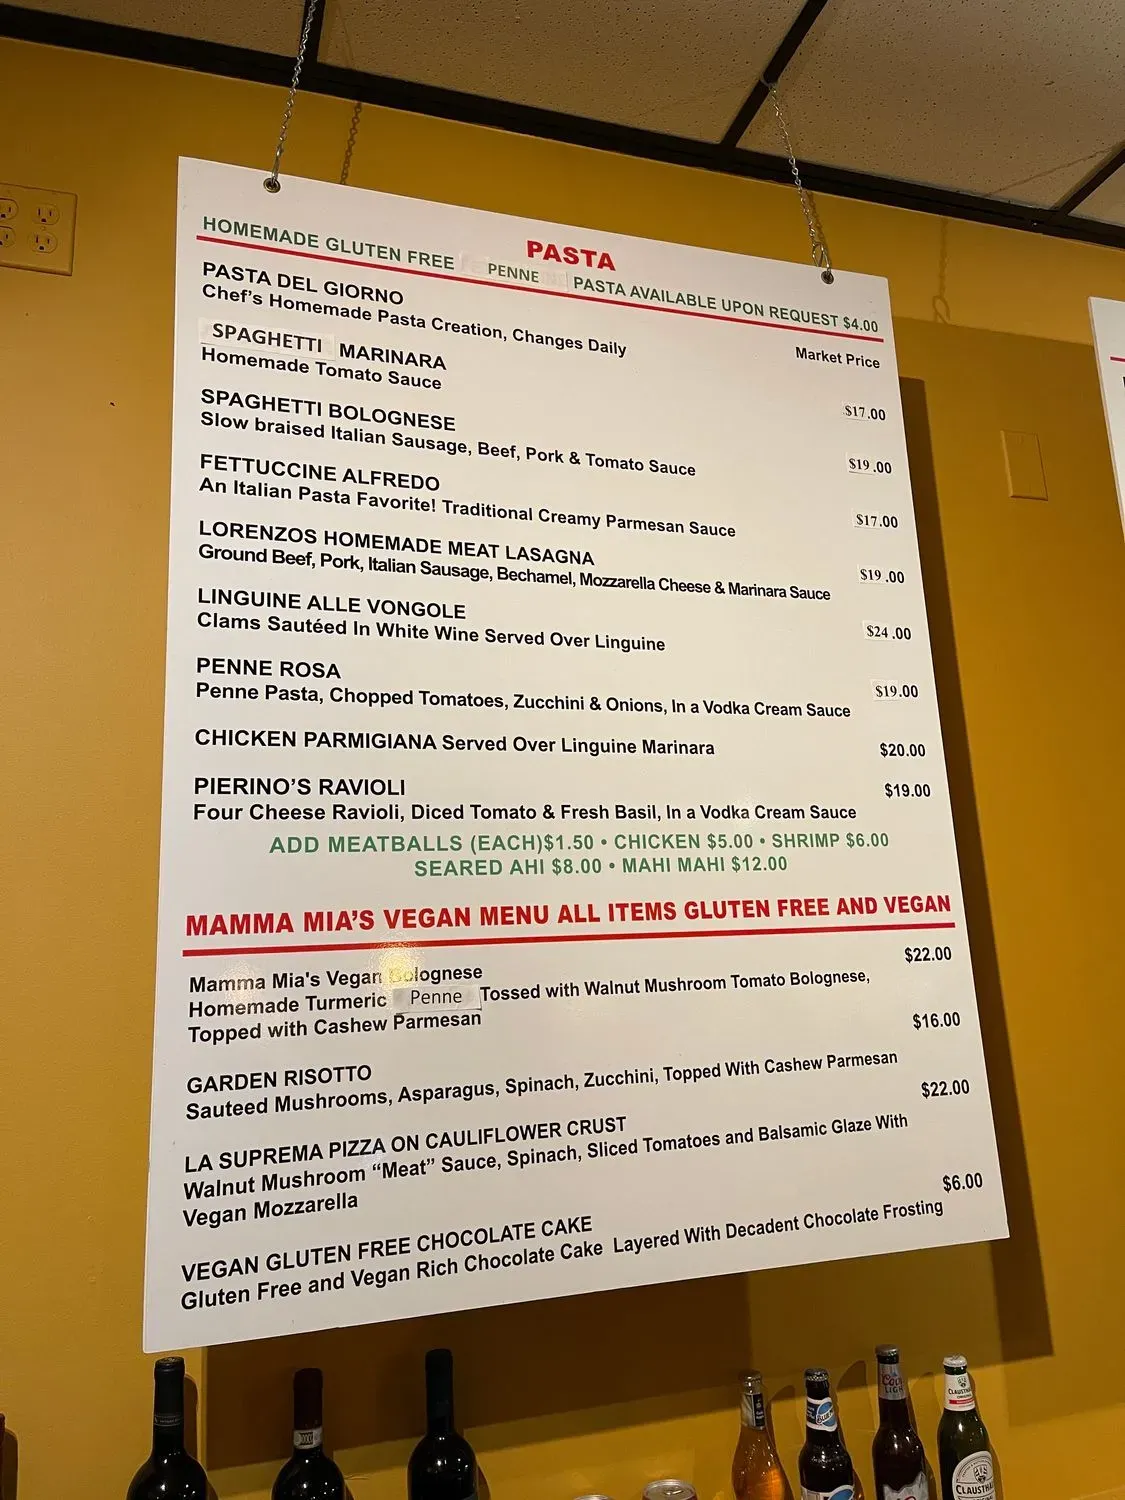 PASTA
HOMEMADE GLUTEN FREE PENNE PASTA AVAILABLE UPON REQUEST $4.00
PASTA DEL GIORNO
Chef's Homemade Pasta Creation, Changes Daily
Market Price
SPAGHETTI MARINARA
Homemade Tomato Sauce
$17.00
SPAGHETTI BOLOGNESE
Slow braised Italian Sausage, Beef, Pork & Tomato Sauce
$19.00
FETTUCCINE ALFREDO
An Italian Pasta Favorite! Traditional Creamy Parmesan Sauce
$17.00
LORENZOS HOMEMADE MEAT LASAGNA
Ground Beef, Pork, Italian Sausage, Bechamel, Mozzarella Cheese & Marinara Sauce
$19.00
LINGUINE ALLE VONGOLE
Clams Sautéed In White Wine Served Over Linguine
$24.00
PENNE ROSA
Penne Pasta, Chopped Tomatoes, Zucchini & Onions, In a Vodka Cream Sauce
$19.00
CHICKEN PARMIGIANA Served Over Linguine Marinara
$20.00
PIERINO'S RAVIOLI
$19.00
Four Cheese Ravioli, Diced Tomato & Fresh Basil, In a Vodka Cream Sauce
ADD MEATBALLS (EACH)$1.50 • CHICKEN $5.00 • SHRIMP $6.00
SEARED AHI $8.00 • MAHI MAHI $12.00
MAMMA MIA'S VEGAN MENU ALL ITEMS GLUTEN FREE AND VEGAN
Mamma Mia's Vegan Bolognese
$22.00
Homemade Turmeric Penne Tossed with Walnut Mushroom Tomato Bolognese,
Topped with Cashew Parmesan
GARDEN RISOTTO
$16.00
Sauteed Mushrooms, Asparagus, Spinach, Zucchini, Topped With Cashew Parmesan
LA SUPREMA PIZZA ON CAULIFLOWER CRUST
$22.00
Walnut Mushroom "Meat" Sauce, Spinach, Sliced Tomatoes and Balsamic Glaze With
Vegan Mozzarella
VEGAN GLUTEN FREE CHOCOLATE CAKE
$6.00
Gluten Free and Vegan Rich Chocolate Cake Layered With Decadent Chocolate Frosting